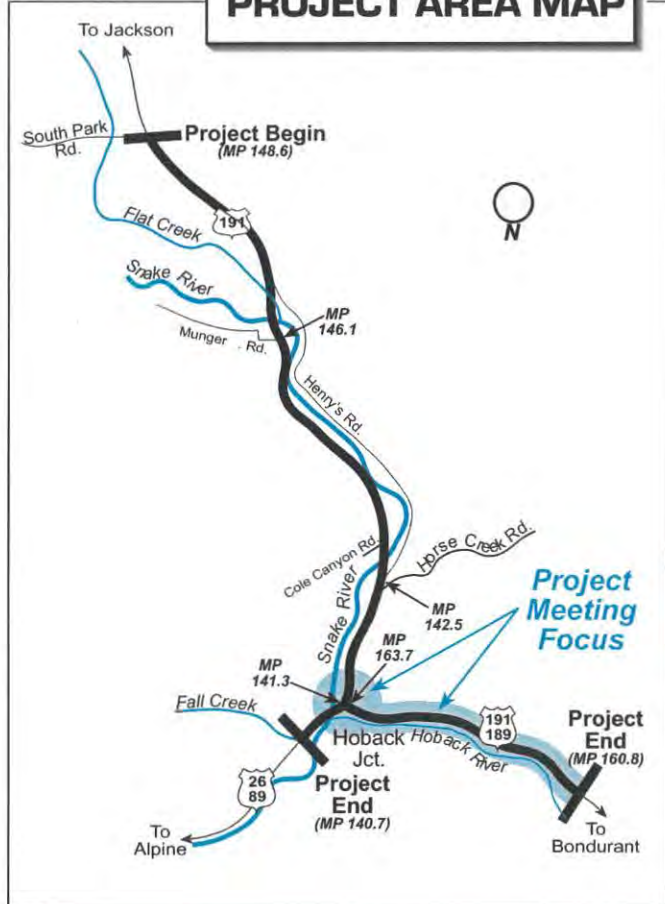 PROJECT AREA MAP
To Jackson
South Park
Rd.
Project Begin
(MP 148.6)
191
Flat Creek
N
Snake River
MP
146.1
Munger Rd.
Henry's Rd.
Cole Canyon Rd.
Horse Creek Rd.
Snake River
MP
142.5
Project
Meeting
Focus
MP
163.7
MP
141.3
Fall Creek
Hoback
Jct.
Hoback River
191
189
Project
End
(MP 160.8)
26
89
Project
End
(MP 140.7)
To
Alpine
To
Bondurant